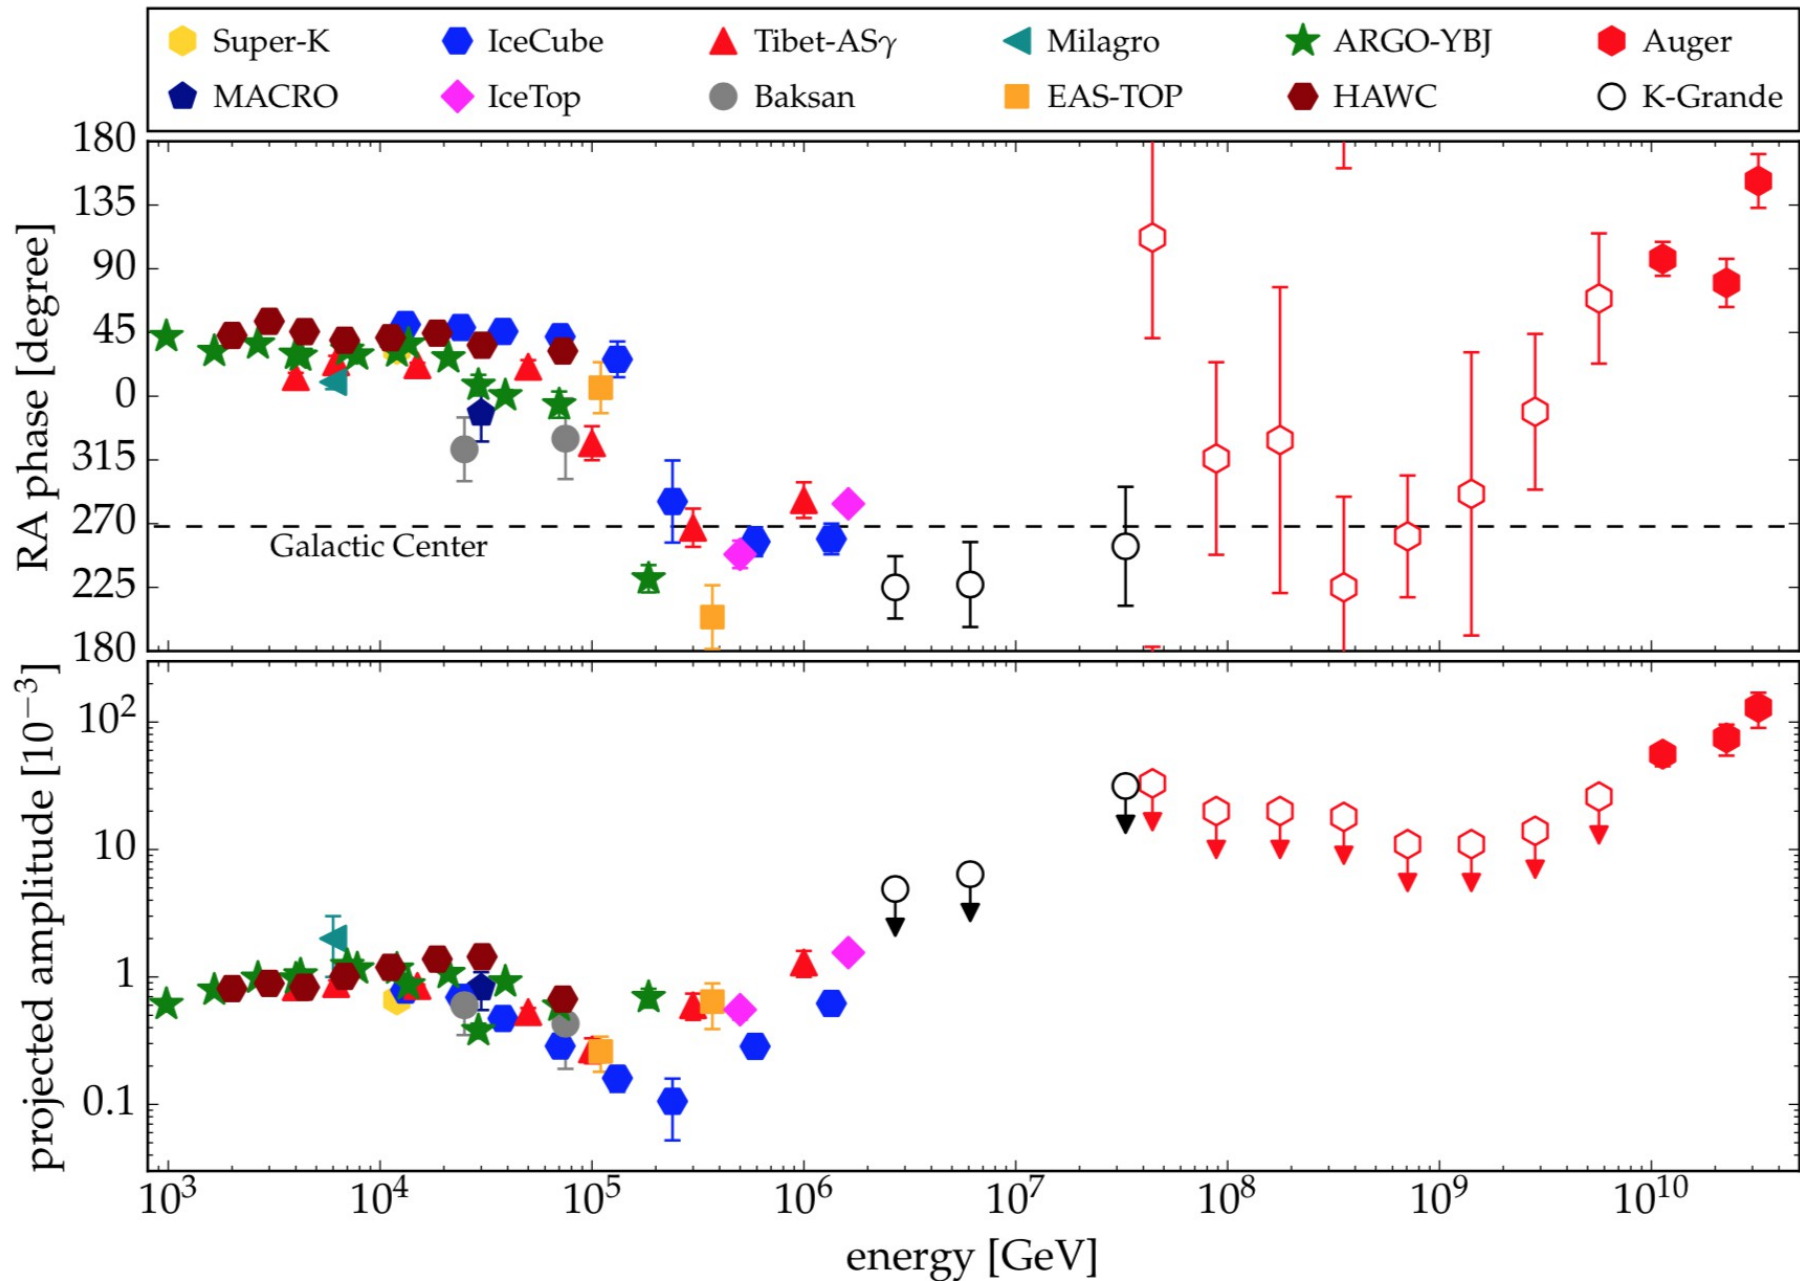 Super-K IceCube Tibet-ASγ Milagro ARGO-YBJ Auger
MACRO IceTop Baksan EAS-TOP HAWC K-Grande
RA phase [degree]
180
135
90
45
0
315
270
225
180
Galactic Center
projected amplitude [10⁻³]
10²
10
1
0.1
10³ 10⁴ 10⁵ 10⁶ 10⁷ 10⁸ 10⁹ 10¹⁰
energy [GeV]